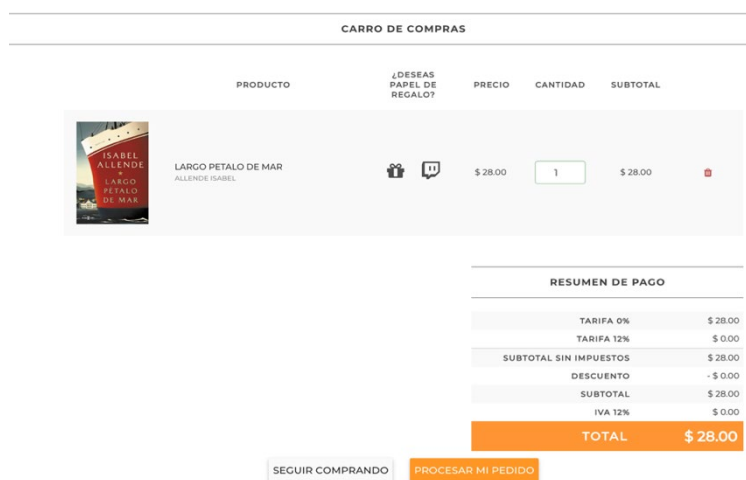 CARRO DE COMPRAS
PRODUCTO
¿DESEAS
PAPEL DE
REGALO?
PRECIO
CANTIDAD
SUBTOTAL
ISABEL
ALLENDE
LARGO
PÉTALO
DE MAR
LARGO PETALO DE MAR
ALLENDE ISABEL
$ 28.00
1
$ 28.00
RESUMEN DE PAGO
TARIFA 0% $ 28.00
TARIFA 12% $ 0.00
SUBTOTAL SIN IMPUESTOS $ 28.00
DESCUENTO - $ 0.00
SUBTOTAL $ 28.00
IVA 12% $ 0.00
TOTAL $ 28.00
SEGUIR COMPRANDO
PROCESAR MI PEDIDO